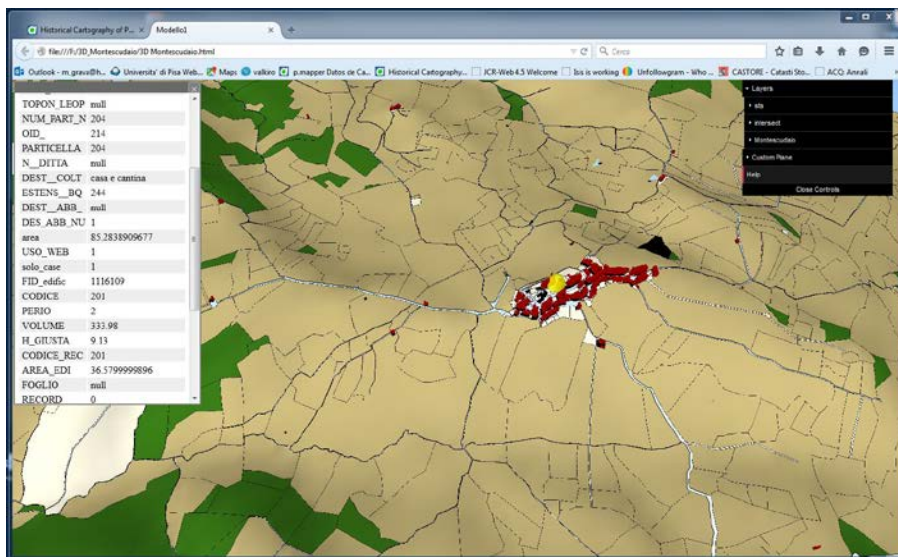 Historical Cartography of P...
Modello1
file:///F:/3D_Montescudaio/3D Montescudaio.html
Cerca
Outlook - m.grava@h...
Universita' di Pisa Web...
Maps
valkiro
p.mapper Datos de Ca...
Historical Cartography...
JCR-Web 4.5 Welcome
Isis is working
Unfollowgram - Who ...
CASTORE - Catasti Sto...
ACQ: Annali
TOPON_LEOP null
NUM_PART_N 204
OID_ 214
PARTICELLA 204
N__DITTA null
DEST__COLT casa e cantina
ESTENS__BQ 244
DEST__ABB_ null
DES_ABB_NU 1
area 85.2838909677
USO_WEB 1
solo_case 1
FID_edific 1116109
CODICE 201
PERIO 2
VOLUME 333.98
H_GIUSTA 9.13
CODICE_REC 201
AREA_EDI 36.5799999896
FOGLIO null
RECORD 0
Layers
sta
intersect
Montescudaio
Custom Plane
Help
Close Controls